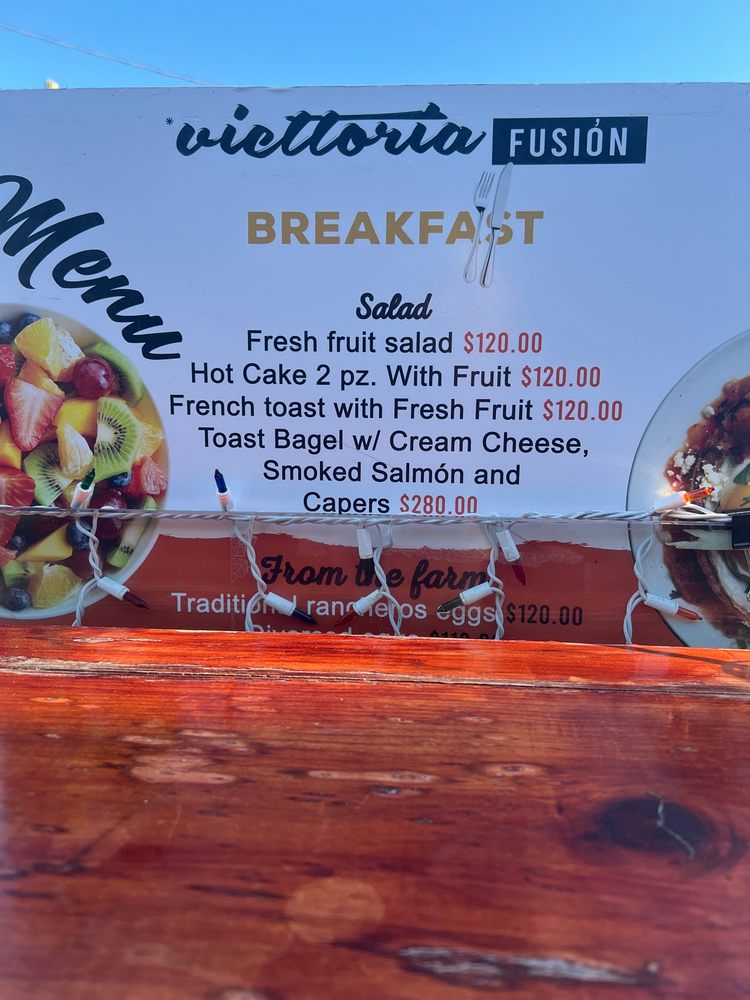 *victtoria FUSIÓN
Menu
BREAKFAST
Salad
Fresh fruit salad $120.00
Hot Cake 2 pz. With Fruit $120.00
French toast with Fresh Fruit $120.00
Toast Bagel w/ Cream Cheese,
Smoked Salmón and
Capers $280.00
From the farm
Traditional rancheros eggs $120.00